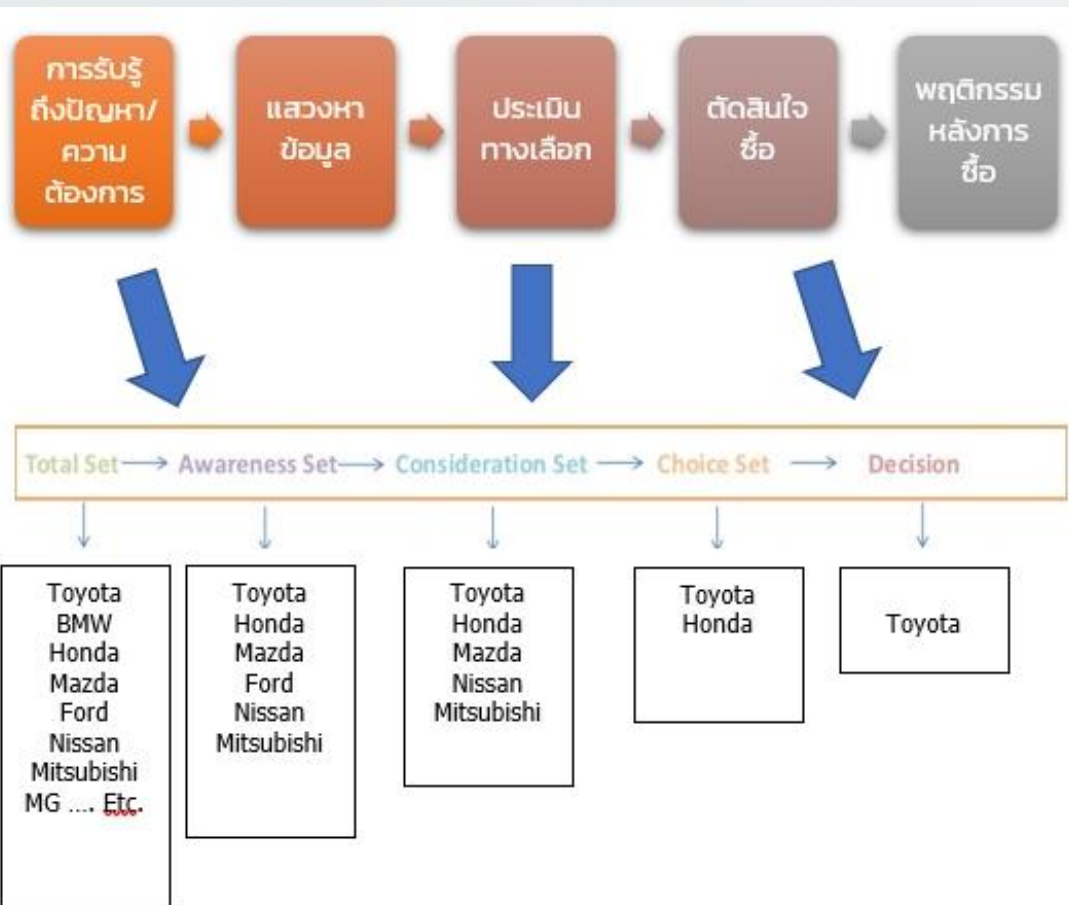 การรับรู้
ถึงปัญหา/
ความ
ต้องการ
แสวงหา
ข้อมูล
ประเมิน
ทางเลือก
ตัดสินใจ
ซื้อ
พฤติกรรม
หลังการ
ซื้อ
Total Set
Awareness Set
Consideration Set
Choice Set
Decision
Toyota
BMW
Honda
Mazda
Ford
Nissan
Mitsubishi
MG .... Etc.
Toyota
Honda
Mazda
Ford
Nissan
Mitsubishi
Toyota
Honda
Mazda
Nissan
Mitsubishi
Toyota
Honda
Toyota